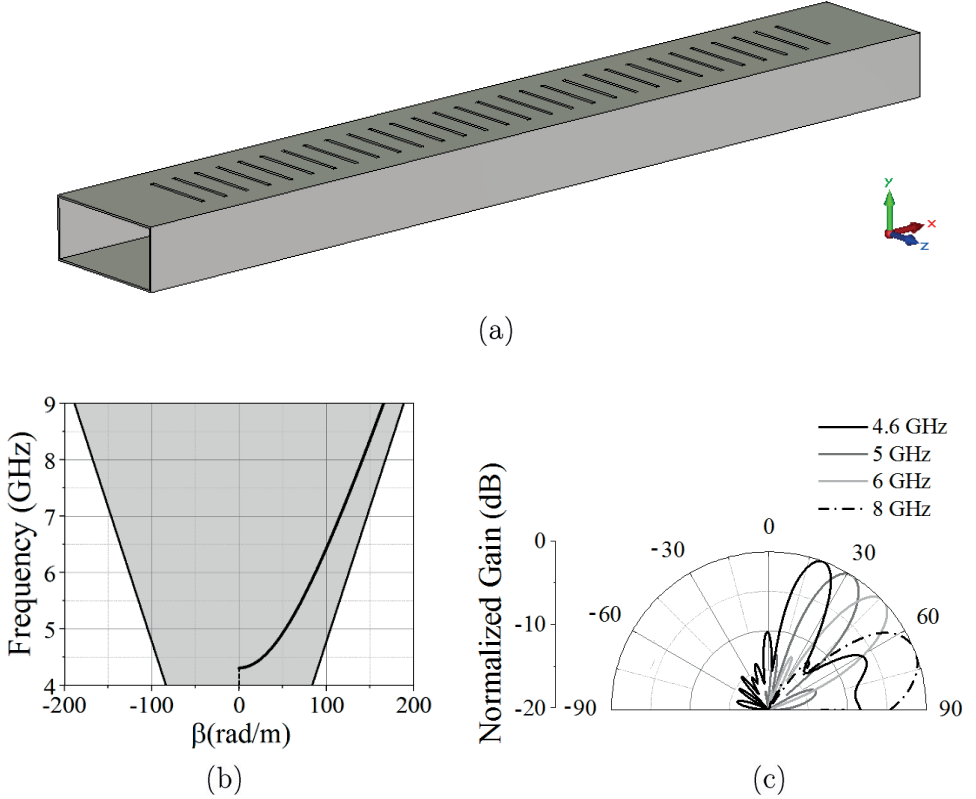 y
x
z
(a)
9
8
7
6
5
4
-200
-100
0
100
200
Frequency (GHz)
β(rad/m)
(b)
4.6 GHz
5 GHz
6 GHz
8 GHz
Normalized Gain (dB)
0
-10
-20
-90
-60
-30
0
30
60
90
(c)